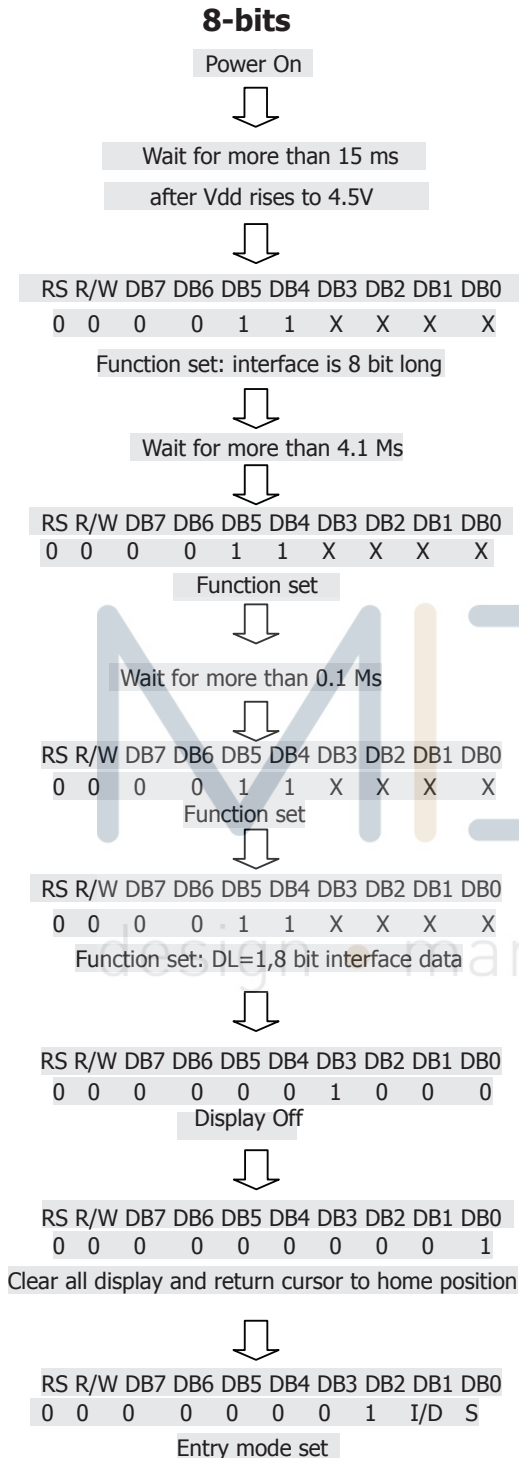 8-bits
Power On
Wait for more than 15 ms
after Vdd rises to 4.5V
RS R/W DB7 DB6 DB5 DB4 DB3 DB2 DB1 DB0
0 0 0 0 1 1 X X X X
Function set: interface is 8 bit long
Wait for more than 4.1 Ms
RS R/W DB7 DB6 DB5 DB4 DB3 DB2 DB1 DB0
0 0 0 0 1 1 X X X X
Function set
Wait for more than 0.1 Ms
RS R/W DB7 DB6 DB5 DB4 DB3 DB2 DB1 DB0
0 0 0 0 1 1 X X X X
Function set
RS R/W DB7 DB6 DB5 DB4 DB3 DB2 DB1 DB0
0 0 0 0 1 1 X X X X
design • man
Function set: DL=1,8 bit interface data
RS R/W DB7 DB6 DB5 DB4 DB3 DB2 DB1 DB0
0 0 0 0 0 0 1 0 0 0
Display Off
RS R/W DB7 DB6 DB5 DB4 DB3 DB2 DB1 DB0
0 0 0 0 0 0 0 0 0 1
Clear all display and return cursor to home position
RS R/W DB7 DB6 DB5 DB4 DB3 DB2 DB1 DB0
0 0 0 0 0 0 0 1 I/D S
Entry mode set